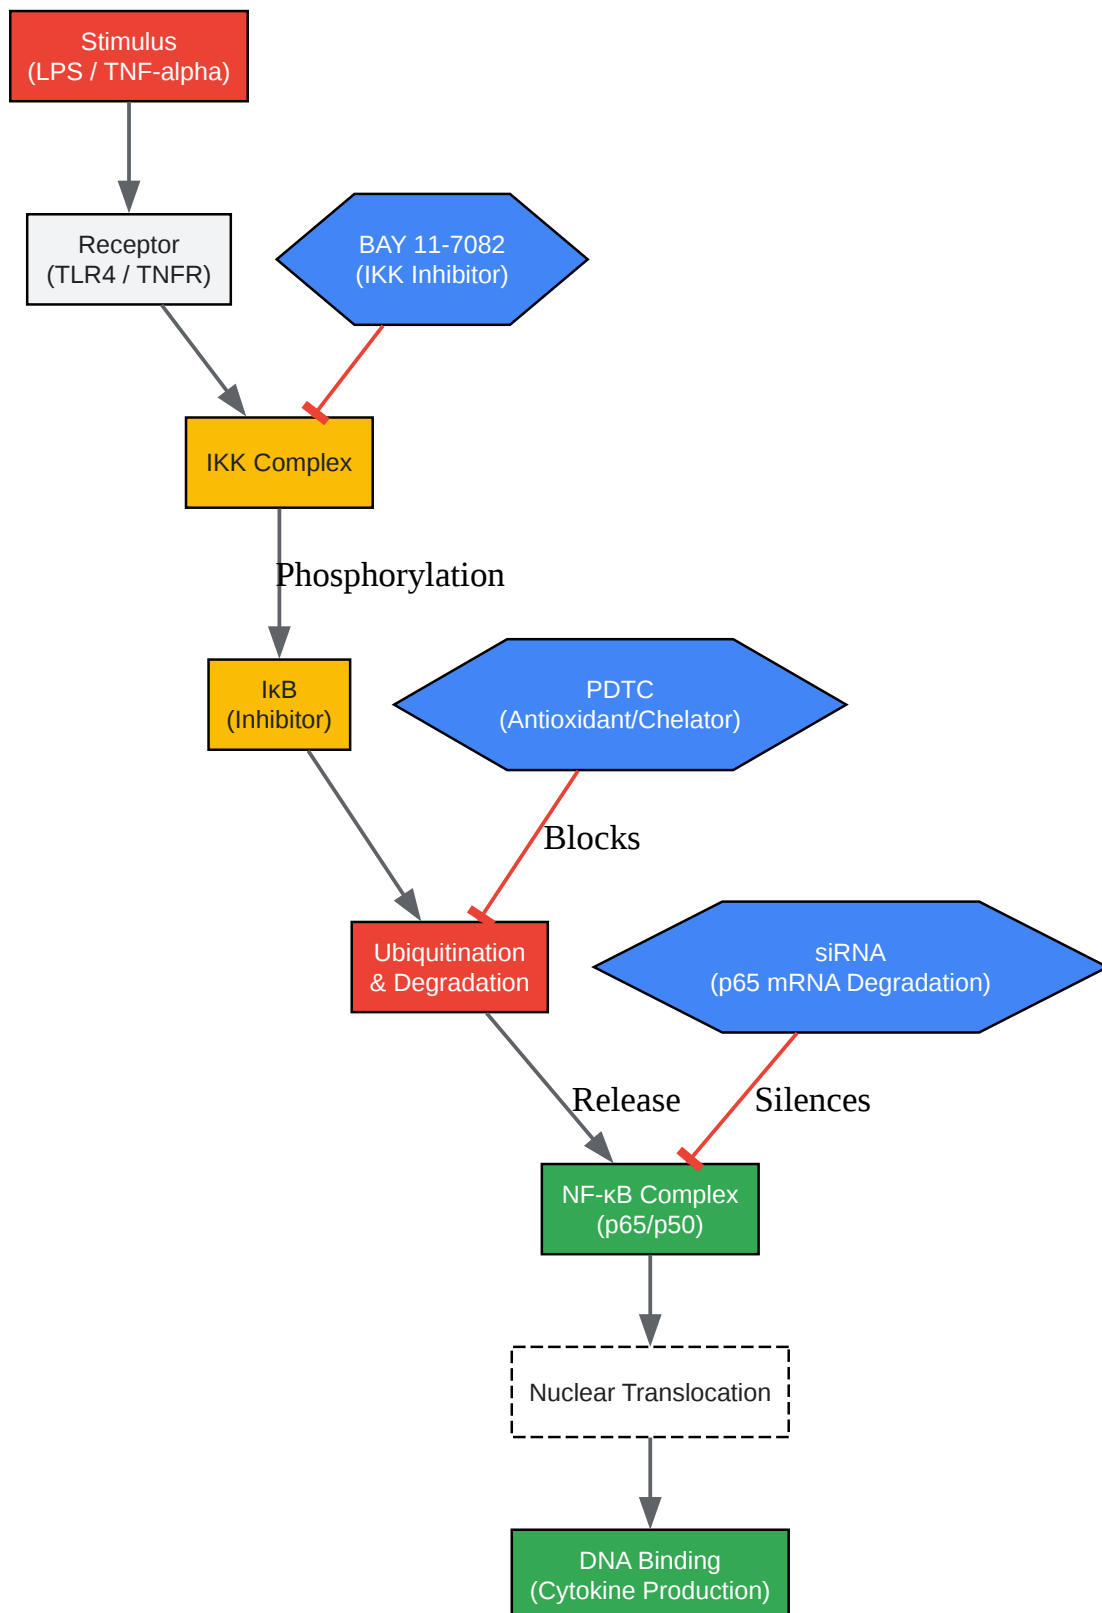 Stimulus
(LPS / TNF-alpha)
Receptor
(TLR4 / TNFR)
BAY 11-7082
(IKK Inhibitor)
IKK Complex
Phosphorylation
IκB
(Inhibitor)
PDTC
(Antioxidant/Chelator)
Blocks
Ubiquitination
& Degradation
siRNA
(p65 mRNA Degradation)
Release
Silences
NF-κB Complex
(p65/p50)
Nuclear Translocation
DNA Binding
(Cytokine Production)